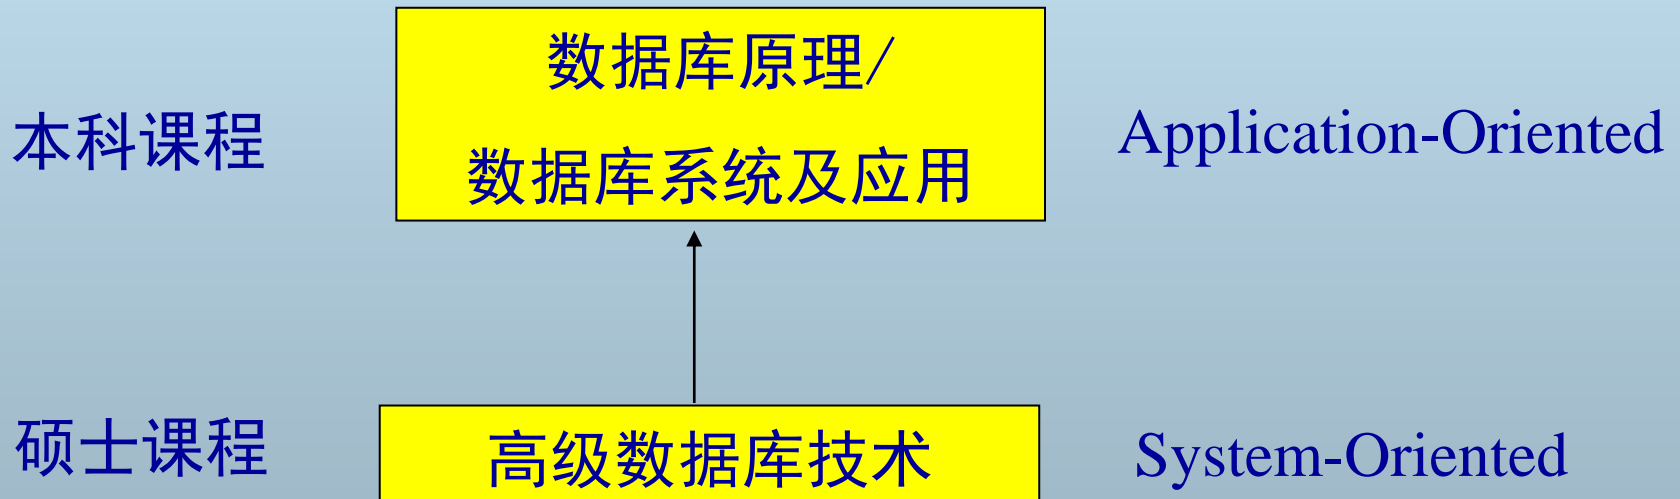 数据库原理/
本科课程
Application-Oriented
数据库系统及应用
硕士课程
高级数据库技术
System-Oriented